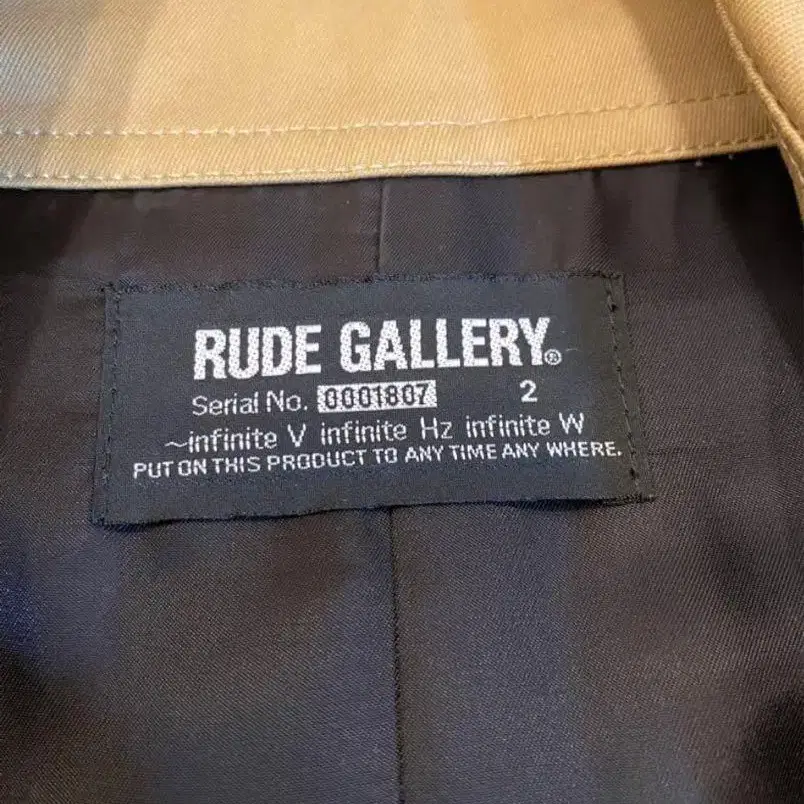 RUDE GALLERY®
Serial No. 0001807 2
~infinite V infinite Hz infinite W
PUT ON THIS PRODUCT TO ANY TIME ANY WHERE.